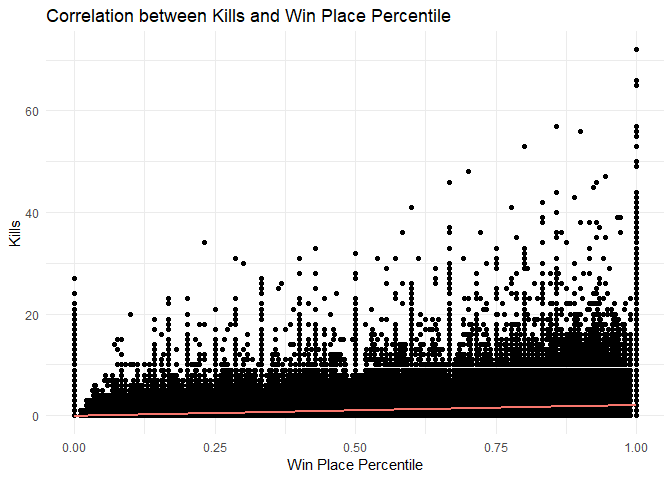 Correlation between Kills and Win Place Percentile
Kills
60
40
20
0
0.00 0.25 0.50 0.75 1.00
Win Place Percentile